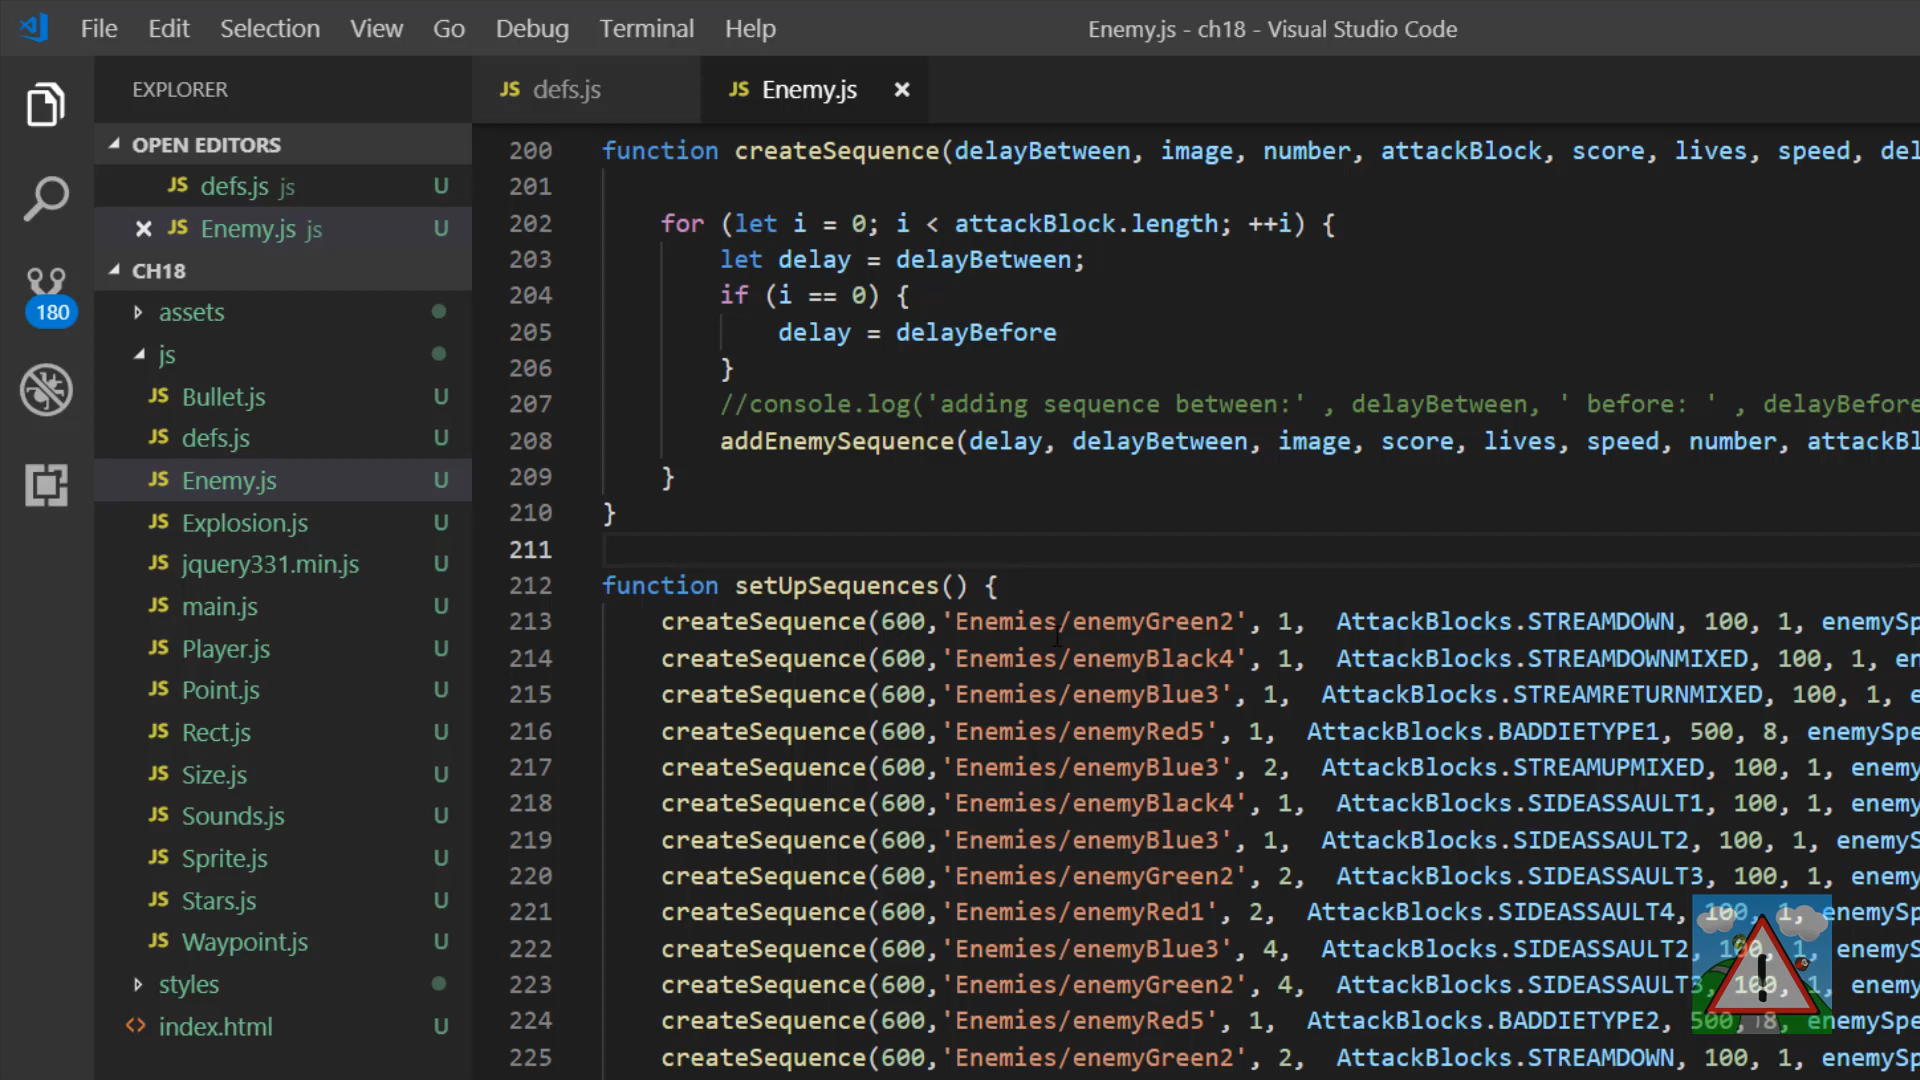 File Edit Selection View Go Debug Terminal Help
Enemy.js - ch18 - Visual Studio Code
EXPLORER
OPEN EDITORS
JS defs.js js U
JS Enemy.js js U
CH18
assets
js
JS Bullet.js U
JS defs.js U
JS Enemy.js U
JS Explosion.js U
JS jquery331.min.js U
JS main.js U
JS Player.js U
JS Point.js U
JS Rect.js U
JS Size.js U
JS Sounds.js U
JS Sprite.js U
JS Stars.js U
JS Waypoint.js U
styles
<> index.html U
180
JS defs.js
JS Enemy.js
200 function createSequence(delayBetween, image, number, attackBlock, score, lives, speed, del
201
202 for (let i = 0; i < attackBlock.length; ++i) {
203 let delay = delayBetween;
204 if (i == 0) {
205 delay = delayBefore
206 }
207 //console.log('adding sequence between:' , delayBetween, ' before: ' , delayBefore
208 addEnemySequence(delay, delayBetween, image, score, lives, speed, number, attackBl
209 }
210 }
211
212 function setUpSequences() {
213 createSequence(600,'Enemies/enemyGreen2', 1, AttackBlocks.STREAMDOWN, 100, 1, enemySp
214 createSequence(600,'Enemies/enemyBlack4', 1, AttackBlocks.STREAMDOWNMIXED, 100, 1, en
215 createSequence(600,'Enemies/enemyBlue3', 1, AttackBlocks.STREAMRETURNMIXED, 100, 1, e
216 createSequence(600,'Enemies/enemyRed5', 1, AttackBlocks.BADDIETYPE1, 500, 8, enemySpe
217 createSequence(600,'Enemies/enemyBlue3', 2, AttackBlocks.STREAMUPMIXED, 100, 1, enemy
218 createSequence(600,'Enemies/enemyBlack4', 1, AttackBlocks.SIDEASSAULT1, 100, 1, enemy
219 createSequence(600,'Enemies/enemyBlue3', 1, AttackBlocks.SIDEASSAULT2, 100, 1, enemyS
220 createSequence(600,'Enemies/enemyGreen2', 2, AttackBlocks.SIDEASSAULT3, 100, 1, enemy
221 createSequence(600,'Enemies/enemyRed1', 2, AttackBlocks.SIDEASSAULT4, 100, 1, enemySp
222 createSequence(600,'Enemies/enemyBlue3', 4, AttackBlocks.SIDEASSAULT2, 100, 1, enemyS
223 createSequence(600,'Enemies/enemyGreen2', 4, AttackBlocks.SIDEASSAULT3, 100, 1, enemy
224 createSequence(600,'Enemies/enemyRed5', 1, AttackBlocks.BADDIETYPE2, 500, 8, enemySpe
225 createSequence(600,'Enemies/enemyGreen2', 2, AttackBlocks.STREAMDOWN, 100, 1, enemySp